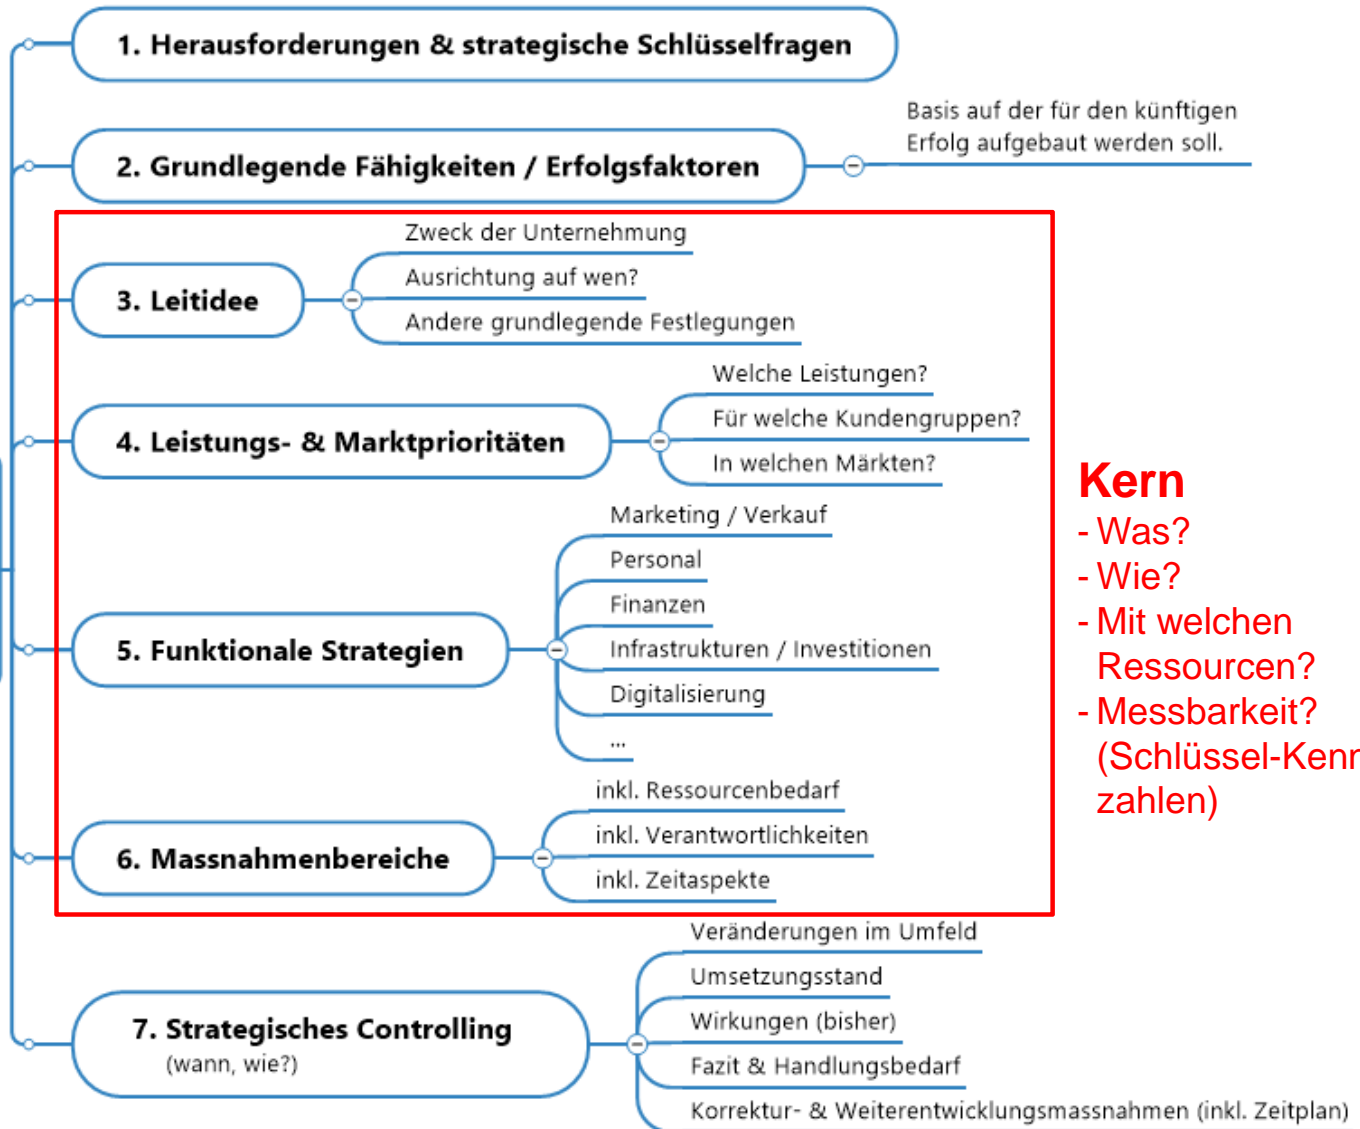 1. Herausforderungen & strategische Schlüsselfragen
2. Grundlegende Fähigkeiten / Erfolgsfaktoren
Basis auf der für den künftigen
Erfolg aufgebaut werden soll.
3. Leitidee
Zweck der Unternehmung
Ausrichtung auf wen?
Andere grundlegende Festlegungen
4. Leistungs- & Marktprioritäten
Welche Leistungen?
Für welche Kundengruppen?
In welchen Märkten?
5. Funktionale Strategien
Marketing / Verkauf
Personal
Finanzen
Infrastrukturen / Investitionen
Digitalisierung
...
6. Massnahmenbereiche
inkl. Ressourcenbedarf
inkl. Verantwortlichkeiten
inkl. Zeitaspekte
Kern
- Was?
- Wie?
- Mit welchen
Ressourcen?
- Messbarkeit?
(Schlüssel-Kenn
zahlen)
7. Strategisches Controlling
(wann, wie?)
Veränderungen im Umfeld
Umsetzungsstand
Wirkungen (bisher)
Fazit & Handlungsbedarf
Korrektur- & Weiterentwicklungsmassnahmen (inkl. Zeitplan)